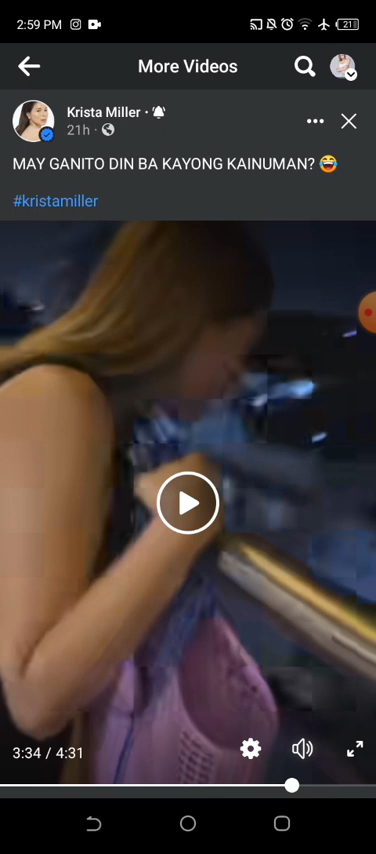 2:59 PM
21
More Videos
Krista Miller ·
21h ·
MAY GANITO DIN BA KAYONG KAINUMAN? 😂
#kristamiller
3:34 / 4:31